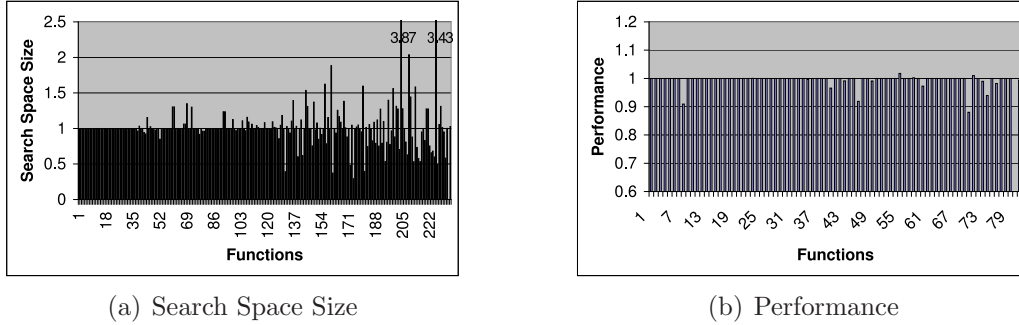 2.5
3.87 3.43
2
1.5
1
0.5
0
Search Space Size
1 18 35 52 69 86 103 120 137 154 171 188 205 222
Functions
(a) Search Space Size
1.2
1.1
1
0.9
0.8
0.7
0.6
Performance
1 7 13 19 25 31 37 43 49 55 61 67 73 79
Functions
(b) Performance